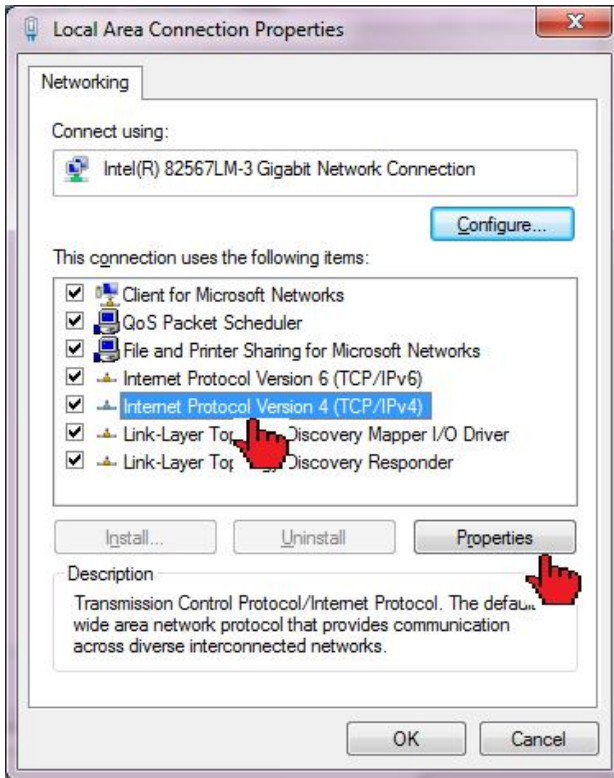 Local Area Connection Properties
Networking
Connect using:
Intel(R) 82567LM-3 Gigabit Network Connection
Configure...
This connection uses the following items:
Client for Microsoft Networks
QoS Packet Scheduler
File and Printer Sharing for Microsoft Networks
Internet Protocol Version 6 (TCP/IPv6)
Internet Protocol Version 4 (TCP/IPv4)
Link-Layer Discovery Mapper I/O Driver
Link-Layer Discovery Responder
Install...
Uninstall
Properties
Description
Transmission Control Protocol/Internet Protocol. The default
wide area network protocol that provides communication
across diverse interconnected networks.
OK
Cancel